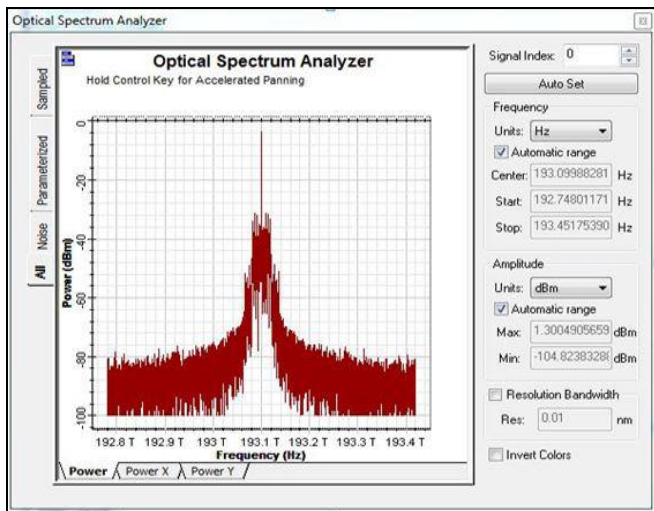 Optical Spectrum Analyzer
Optical Spectrum Analyzer
Hold Control Key for Accelerated Panning
Sampled
Parameterized
Noise
All
Power (dBm)
0
-20
-40
-60
-80
-100
192.8 T 192.9 T 193 T 193.1 T 193.2 T 193.3 T 193.4 T
Frequency (Hz)
Power Power X Power Y
Signal Index: 0
Auto Set
Frequency
Units: Hz
Automatic range
Center: 193.09988281 Hz
Start: 192.74801171 Hz
Stop: 193.45175390 Hz
Amplitude
Units: dBm
Automatic range
Max: 1.3004905659 dBm
Min: -104.8238328 dBm
Resolution Bandwidth
Res: 0.01 nm
Invert Colors